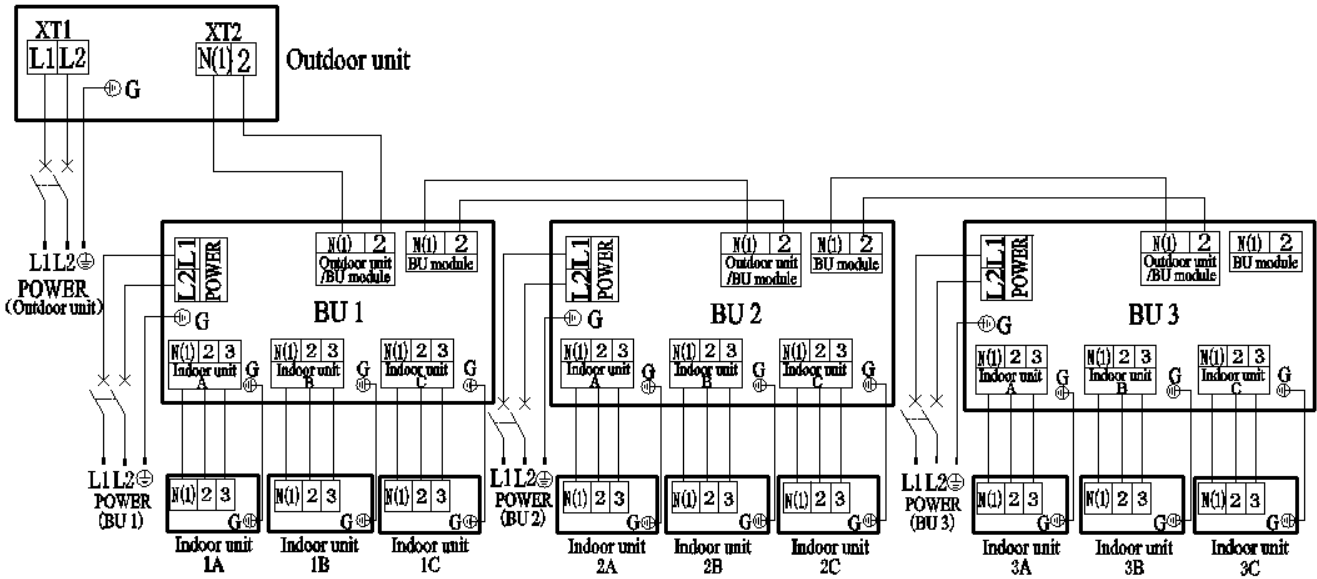 XT1 XT2
L1 L2 N(1) 2 Outdoor unit
G
L1 L2
POWER
(Outdoor unit)
L1 L2 POWER
N(1) 2
Outdoor unit
/BU module
N(1) 2
BU module
BU 1
G
N(1) 2 3
Indoor unit
A
G
N(1) 2 3
Indoor unit
B
G
N(1) 2 3
Indoor unit
C
G
L1 L2
POWER
(BU 1)
N(1) 2 3
G
Indoor unit
1A
N(1) 2 3
G
Indoor unit
1B
N(1) 2 3
G
Indoor unit
1C
L1 L2 POWER
N(1) 2
Outdoor unit
/BU module
N(1) 2
BU module
BU 2
G
N(1) 2 3
Indoor unit
A
G
N(1) 2 3
Indoor unit
B
G
N(1) 2 3
Indoor unit
C
G
L1 L2
POWER
(BU 2)
N(1) 2 3
G
Indoor unit
2A
N(1) 2 3
G
Indoor unit
2B
N(1) 2 3
G
Indoor unit
2C
L1 L2 POWER
N(1) 2
Outdoor unit
/BU module
N(1) 2
BU module
BU 3
G
N(1) 2 3
Indoor unit
A
G
N(1) 2 3
Indoor unit
B
G
N(1) 2 3
Indoor unit
C
G
L1 L2
POWER
(BU 3)
N(1) 2 3
G
Indoor unit
3A
N(1) 2 3
G
Indoor unit
3B
N(1) 2 3
G
Indoor unit
3C